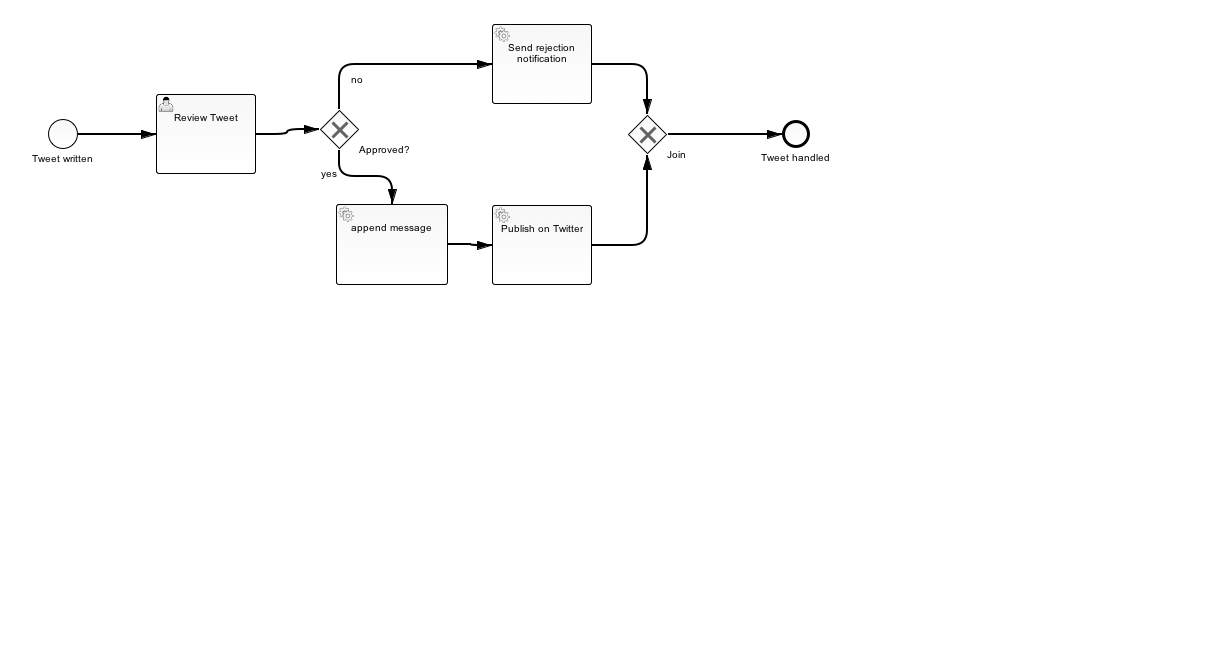 Send rejection
notification
no
Review Tweet
Approved?
Tweet written
Join
Tweet handled
yes
append message
Publish on Twitter